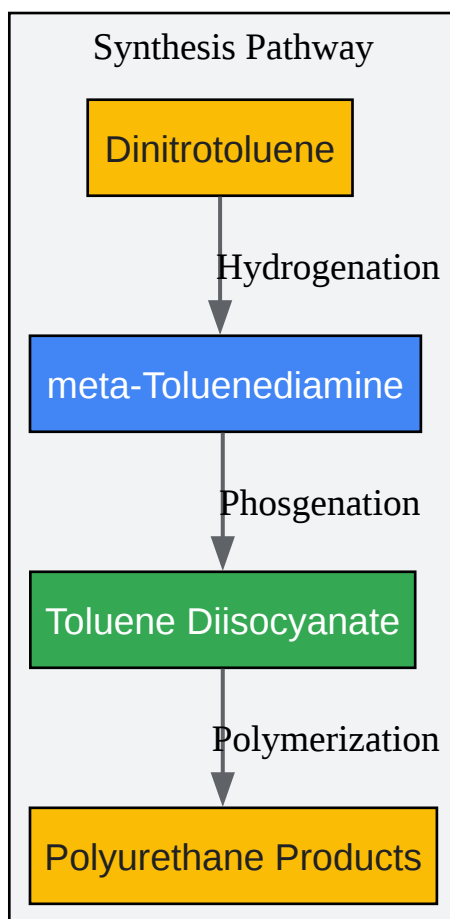 Synthesis Pathway
Dinitrotoluene
Hydrogenation
meta-Toluenediamine
Phosgenation
Toluene Diisocyanate
Polymerization
Polyurethane Products